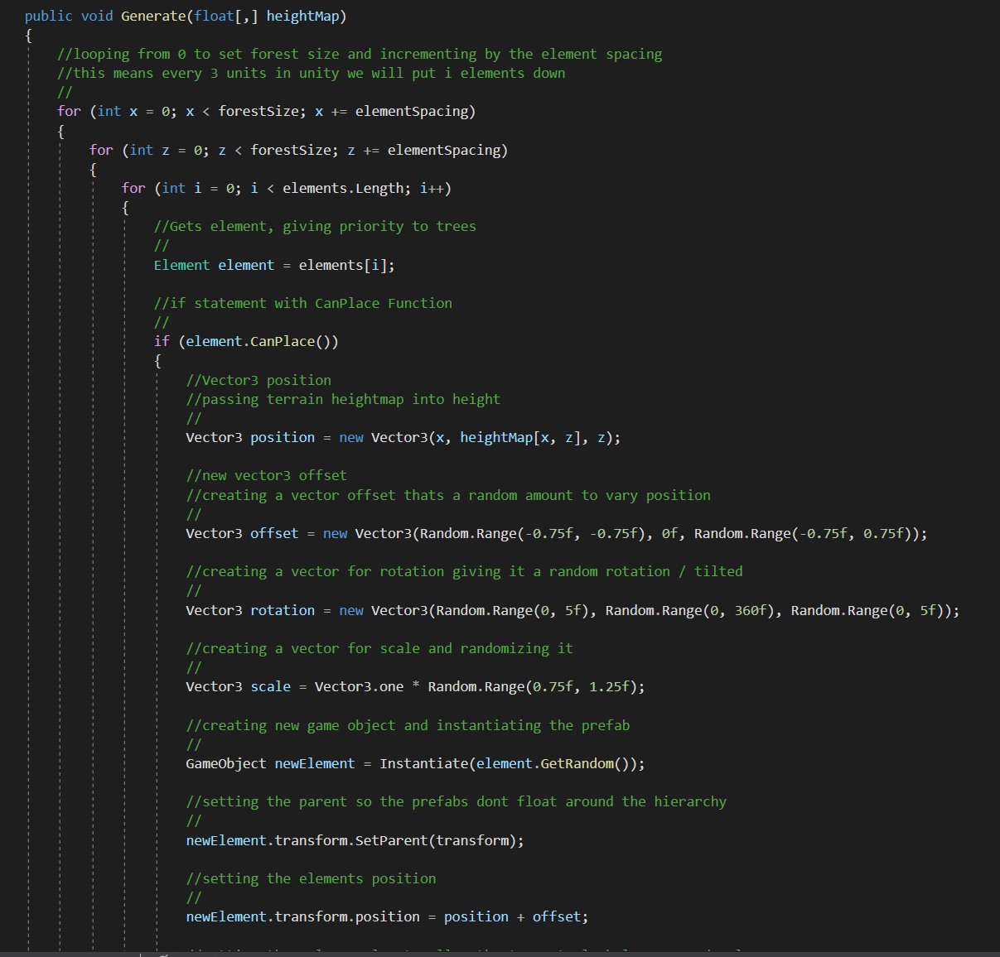 public void Generate(float[,] heightMap)
{
//looping from 0 to set forest size and incrementing by the element spacing
//this means every 3 units in unity we will put i elements down
//
for (int x = 0; x < forestSize; x += elementSpacing)
{
for (int z = 0; z < forestSize; z += elementSpacing)
{
for (int i = 0; i < elements.Length; i++)
{
//Gets element, giving priority to trees
//
Element element = elements[i];
//if statement with CanPlace Function
//
if (element.CanPlace())
{
//Vector3 position
//passing terrain heightmap into height
//
Vector3 position = new Vector3(x, heightMap[x, z], z);
//new vector3 offset
//creating a vector offset thats a random amount to vary position
//
Vector3 offset = new Vector3(Random.Range(-0.75f, -0.75f), 0f, Random.Range(-0.75f, 0.75f));
//creating a vector for rotation giving it a random rotation / tilted
//
Vector3 rotation = new Vector3(Random.Range(0, 5f), Random.Range(0, 360f), Random.Range(0, 5f));
//creating a vector for scale and randomizing it
//
Vector3 scale = Vector3.one * Random.Range(0.75f, 1.25f);
//creating new game object and instantiating the prefab
//
GameObject newElement = Instantiate(element.GetRandom());
//setting the parent so the prefabs dont float around the hierarchy
//
newElement.transform.SetParent(transform);
//setting the elements position
//
newElement.transform.position = position + offset;